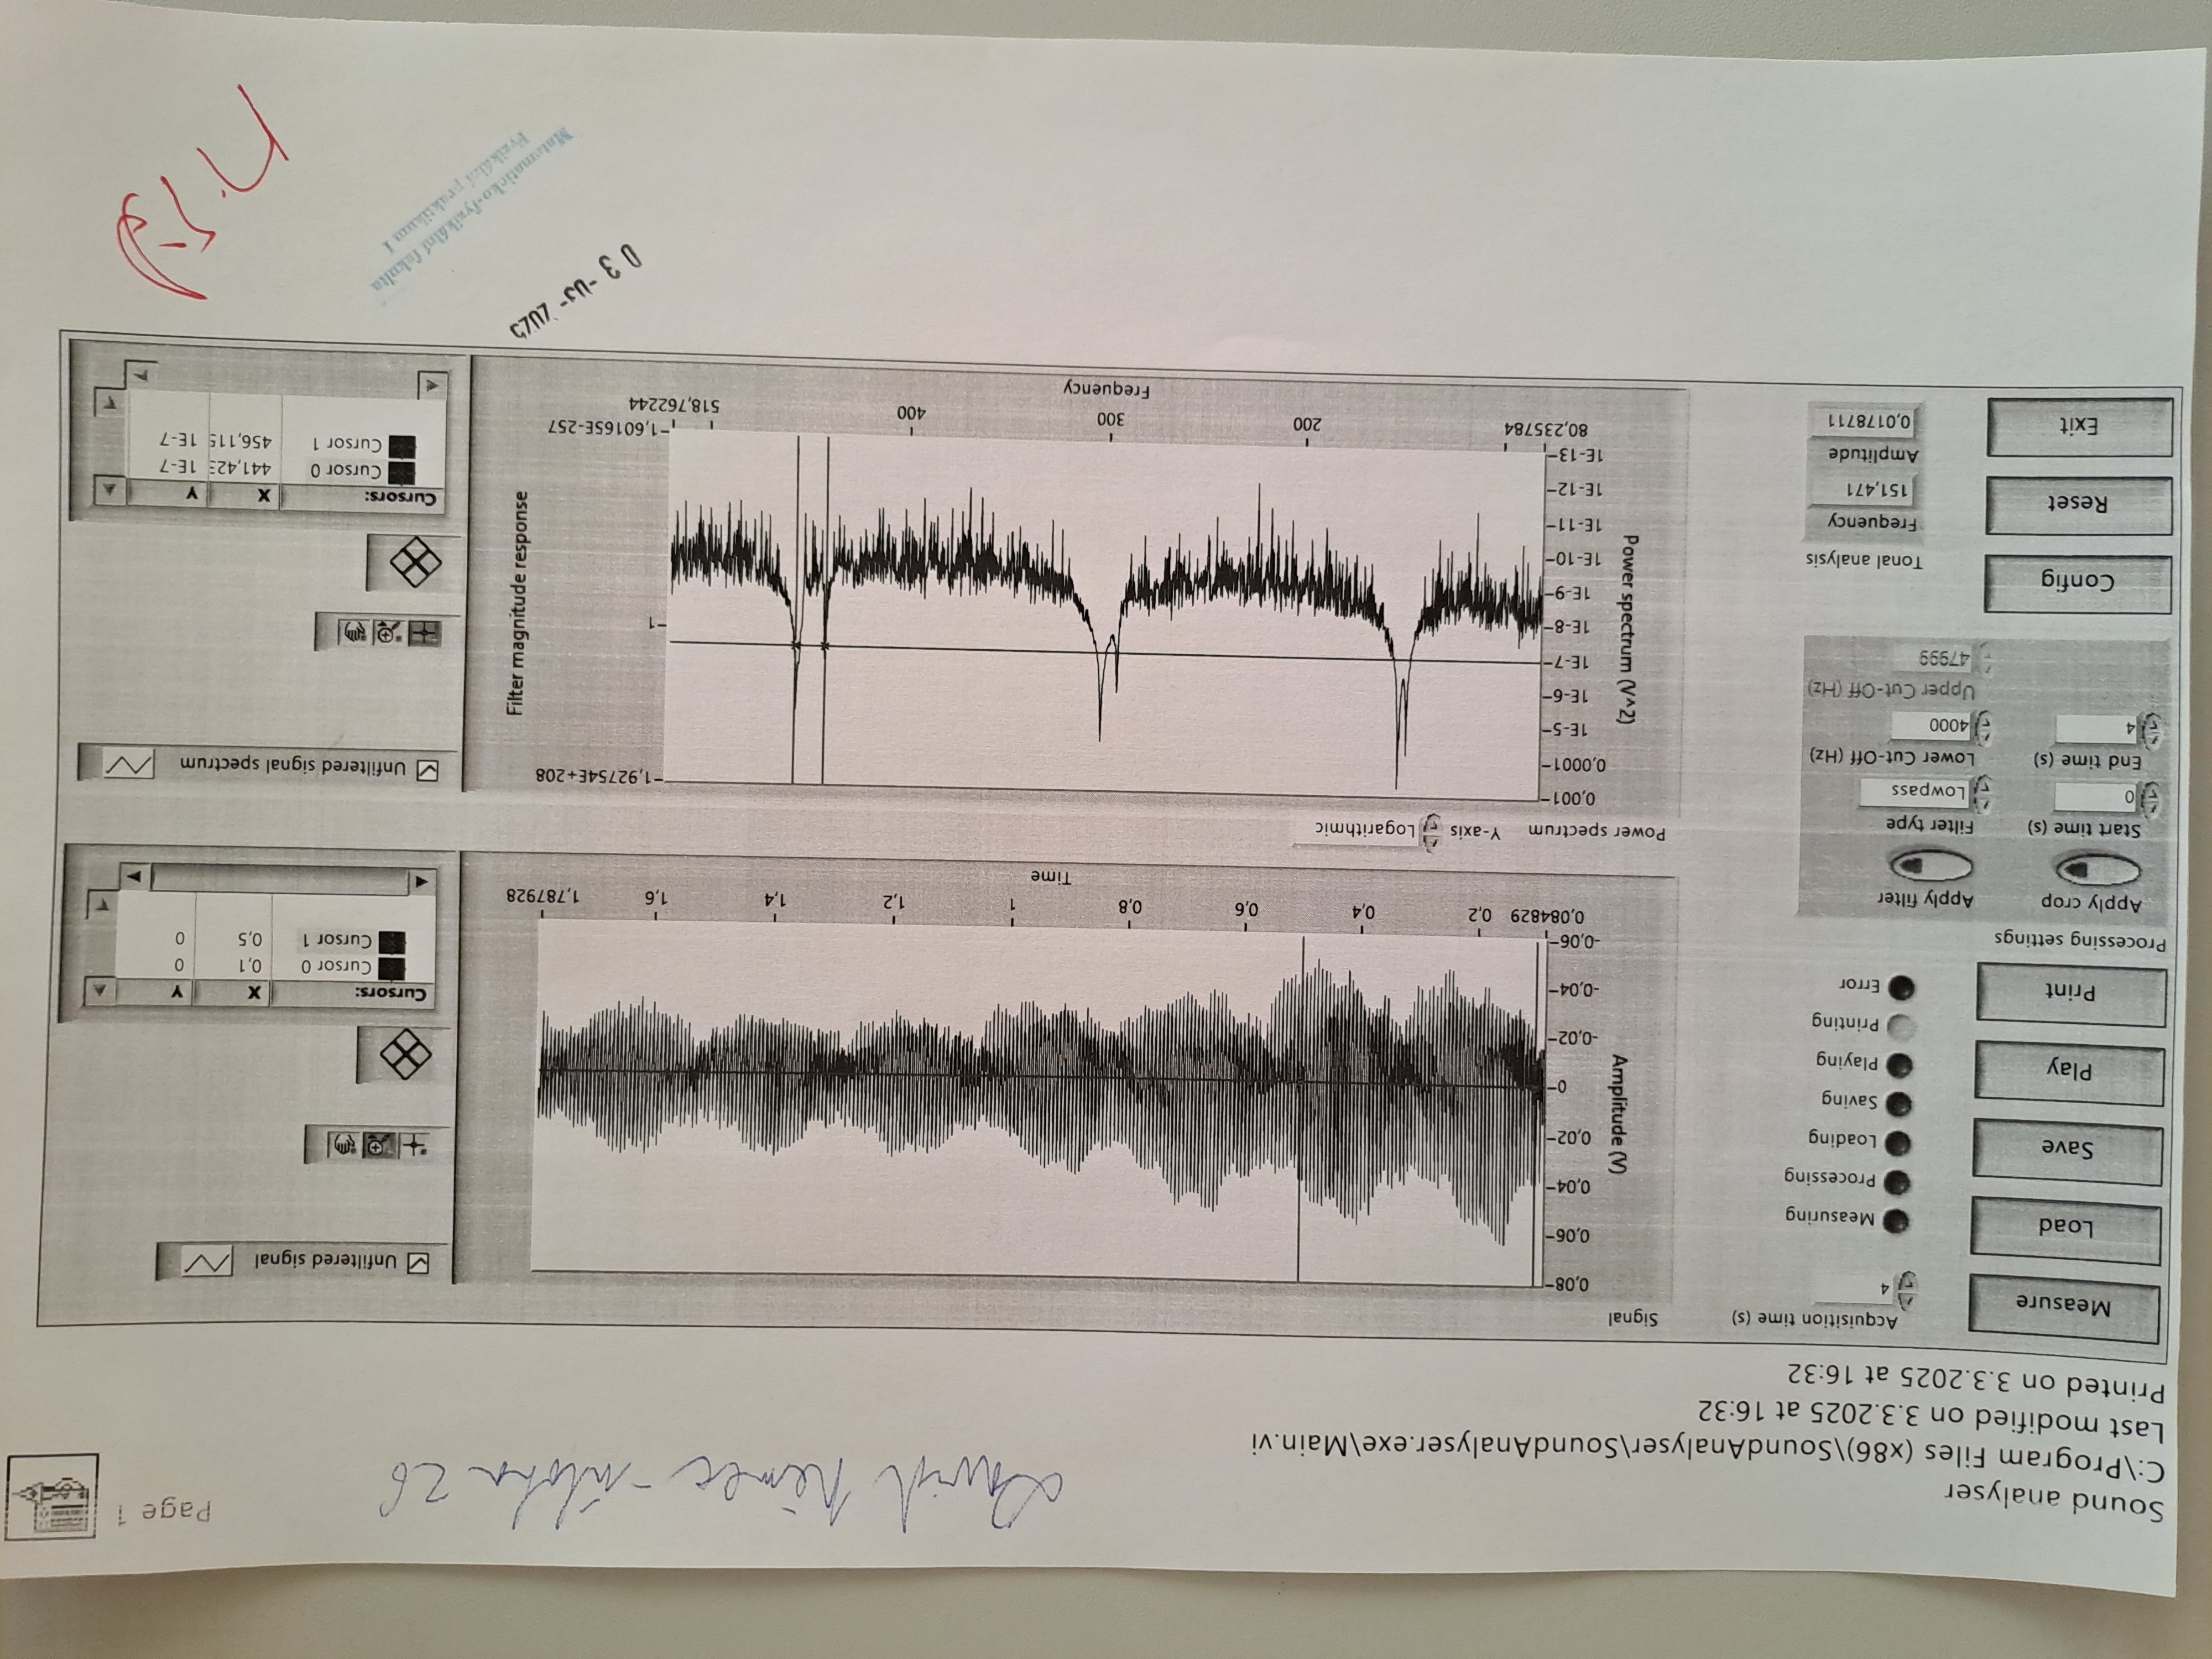 Page 1
Sound analyser
C:\Program Files (x86)\SoundAnalyser\SoundAnalyser.exe\Main.vi
Last modified on 3.3.2025 at 16:32
Printed on 3.3.2025 at 16:32
Measure
Load
Save
Play
Print
Acquisition time (s)
4
Measuring
Processing
Loading
Saving
Playing
Printing
Error
Processing settings
Apply crop
Apply filter
Start time (s)
0
Filter type
Lowpass
End time (s)
4
Lower Cut-Off (Hz)
4000
Upper Cut-Off (Hz)
47999
Config
Reset
Exit
Tonal analysis
Frequency
151,471
Amplitude
0,0178711
Signal
Amplitude (V)
0,08
0,06
0,04
0,02
0
-0,02
-0,04
-0,06
0,084829 0,2 0,4 0,6 0,8 1 1,2 1,4 1,6 1,787928
Time
Unfiltered signal
Cursors: X Y
Cursor 0 0,1 0
Cursor 1 0,5 0
Power spectrum Y-axis Logarithmic
Power spectrum (V^2)
0,001
0,0001
1E-5
1E-6
1E-7
1E-8
1E-9
1E-10
1E-11
1E-12
1E-13
80,235784 200 300 400 518,762244
Frequency
1,92754E+208
1
1,60165E-257
Filter magnitude response
Unfiltered signal spectrum
Cursors: X Y
Cursor 0 441,423 1E-7
Cursor 1 456,115 1E-7
03 -03- 2025
Matematicko-fyzikální fakulta
Fyzikální praktikum I